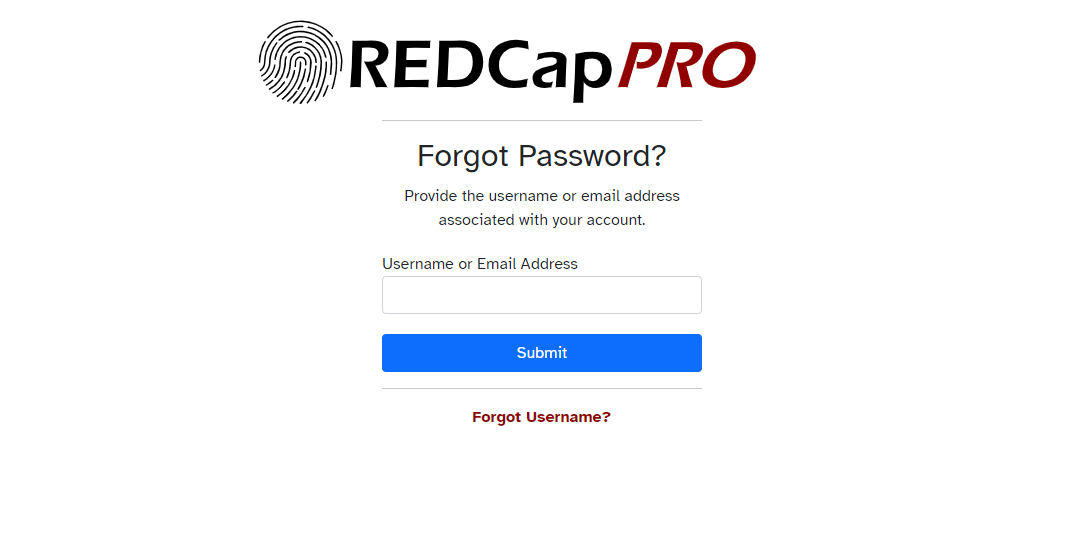 REDCapPRO
Forgot Password?
Provide the username or email address
associated with your account.
Username or Email Address
Submit
Forgot Username?